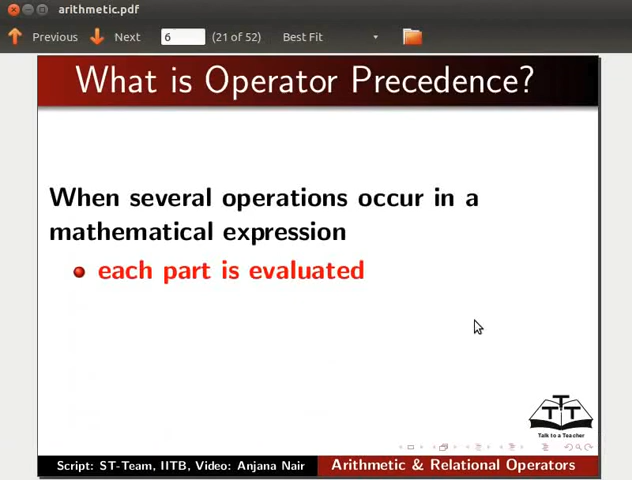 arithmetic.pdf
Previous Next 6 (21 of 52) Best Fit
What is Operator Precedence?
When several operations occur in a
mathematical expression
each part is evaluated
T T T
Talk to a Teacher
Script: ST-Team, IITB, Video: Anjana Nair Arithmetic & Relational Operators